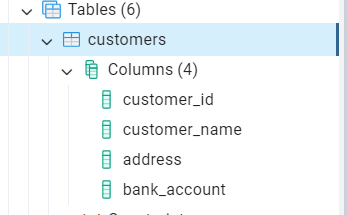 Tables (6)
customers
Columns (4)
customer_id
customer_name
address
bank_account